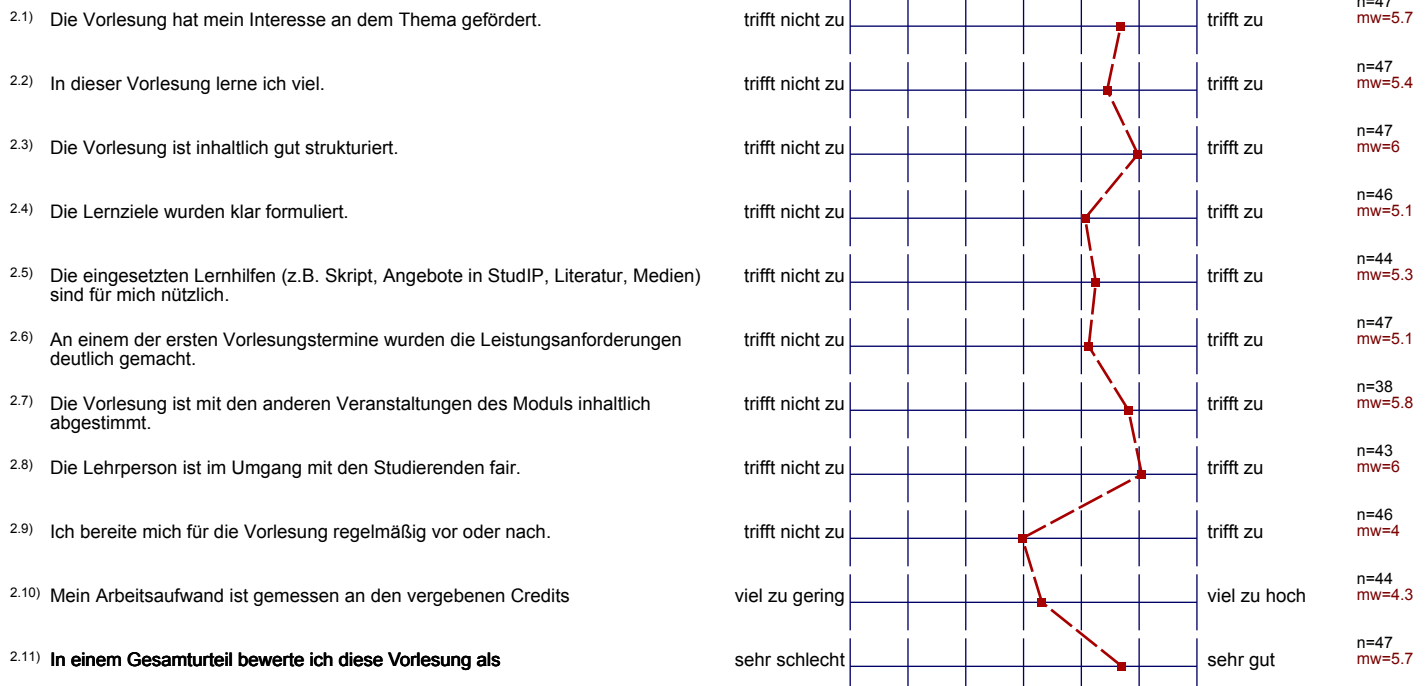 2.1) Die Vorlesung hat mein Interesse an dem Thema gefördert. trifft nicht zu trifft zu n=47
mw=5.7
2.2) In dieser Vorlesung lerne ich viel. trifft nicht zu trifft zu n=47
mw=5.4
2.3) Die Vorlesung ist inhaltlich gut strukturiert. trifft nicht zu trifft zu n=47
mw=6
2.4) Die Lernziele wurden klar formuliert. trifft nicht zu trifft zu n=46
mw=5.1
2.5) Die eingesetzten Lernhilfen (z.B. Skript, Angebote in StudIP, Literatur, Medien) trifft nicht zu trifft zu n=44
sind für mich nützlich. mw=5.3
2.6) An einem der ersten Vorlesungstermine wurden die Leistungsanforderungen trifft nicht zu trifft zu n=47
deutlich gemacht. mw=5.1
2.7) Die Vorlesung ist mit den anderen Veranstaltungen des Moduls inhaltlich trifft nicht zu trifft zu n=38
abgestimmt. mw=5.8
2.8) Die Lehrperson ist im Umgang mit den Studierenden fair. trifft nicht zu trifft zu n=43
mw=6
2.9) Ich bereite mich für die Vorlesung regelmäßig vor oder nach. trifft nicht zu trifft zu n=46
mw=4
2.10) Mein Arbeitsaufwand ist gemessen an den vergebenen Credits viel zu gering viel zu hoch n=44
mw=4.3
2.11) In einem Gesamturteil bewerte ich diese Vorlesung als sehr schlecht sehr gut n=47
mw=5.7